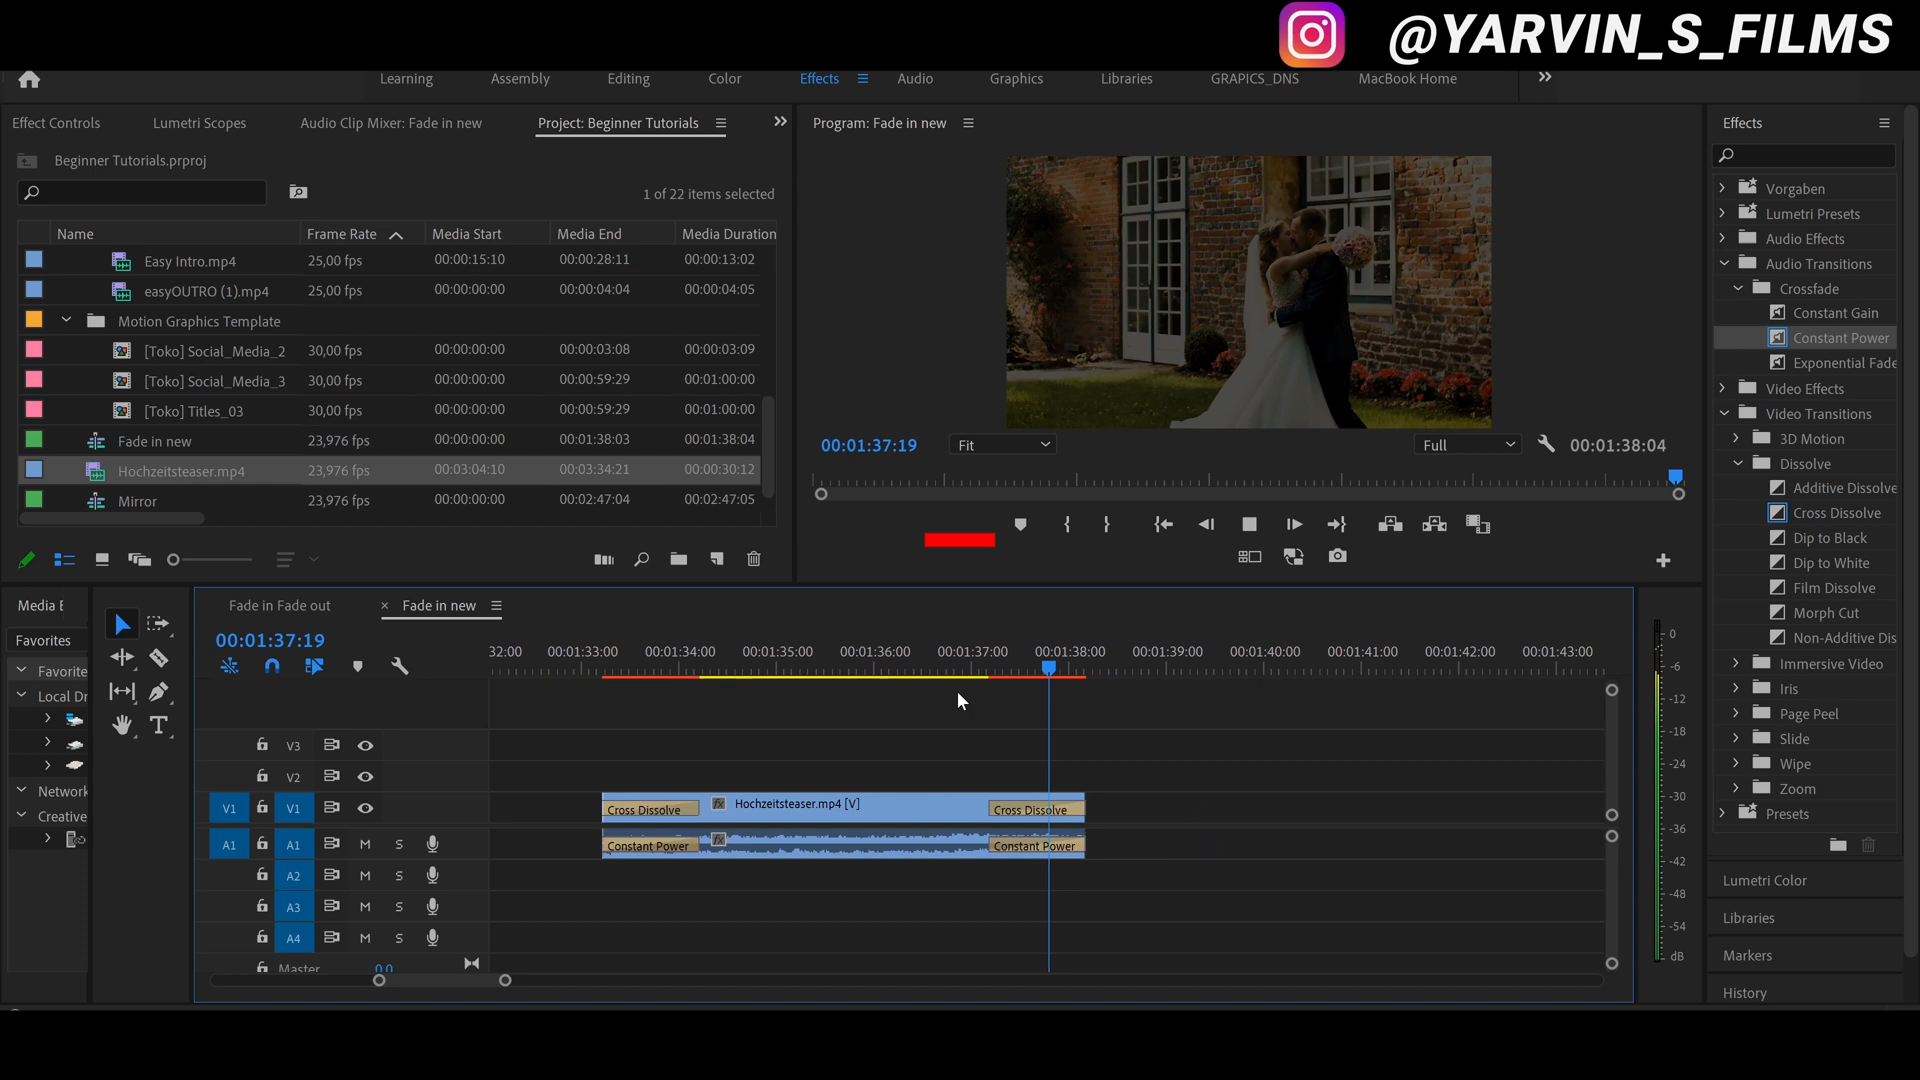 @YARVIN_S_FILMS
Learning
Assembly
Editing
Color
Effects
Audio
Graphics
Libraries
GRAPICS_DNS
MacBook Home
Effect Controls
Lumetri Scopes
Audio Clip Mixer: Fade in new
Project: Beginner Tutorials
Beginner Tutorials.prproj
1 of 22 items selected
Name Frame Rate Media Start Media End Media Duration
Easy Intro.mp4 25,00 fps 00:00:15:10 00:00:28:11 00:00:13:02
easyOUTRO (1).mp4 25,00 fps 00:00:00:00 00:00:04:04 00:00:04:05
Motion Graphics Template
[Toko] Social_Media_2 30,00 fps 00:00:00:00 00:00:03:08 00:00:03:09
[Toko] Social_Media_3 30,00 fps 00:00:00:00 00:00:59:29 00:01:00:00
[Toko] Titles_03 30,00 fps 00:00:00:00 00:00:59:29 00:01:00:00
Fade in new 23,976 fps 00:00:00:00 00:01:38:03 00:01:38:04
Hochzeitsteaser.mp4 23,976 fps 00:03:04:10 00:03:34:21 00:00:30:12
Mirror 23,976 fps 00:00:00:00 00:02:47:04 00:02:47:05
Program: Fade in new
00:01:37:19
Fit
Full
00:01:38:04
Effects
Vorgaben
Lumetri Presets
Audio Effects
Audio Transitions
Crossfade
Constant Gain
Constant Power
Exponential Fade
Video Effects
Video Transitions
3D Motion
Dissolve
Additive Dissolve
Cross Dissolve
Dip to Black
Dip to White
Film Dissolve
Morph Cut
Non-Additive Dis
Immersive Video
Iris
Page Peel
Slide
Wipe
Zoom
Presets
Lumetri Color
Libraries
Markers
History
Media E
Favorites
Favorite
Local Dr
Network
Creative
Fade in Fade out
× Fade in new
00:01:37:19
32:00 00:01:33:00 00:01:34:00 00:01:35:00 00:01:36:00 00:01:37:00 00:01:38:00 00:01:39:00 00:01:40:00 00:01:41:00 00:01:42:00 00:01:43:00
V3
V2
V1 V1
Cross Dissolve fx Hochzeitsteaser.mp4 [V] Cross Dissolve
A1 A1 M S
Constant Power fx Constant Power
A2 M S
A3 M S
A4 M S
Master 0,0
0
-6
-12
-18
-24
-30
-36
-42
-48
-54
dB